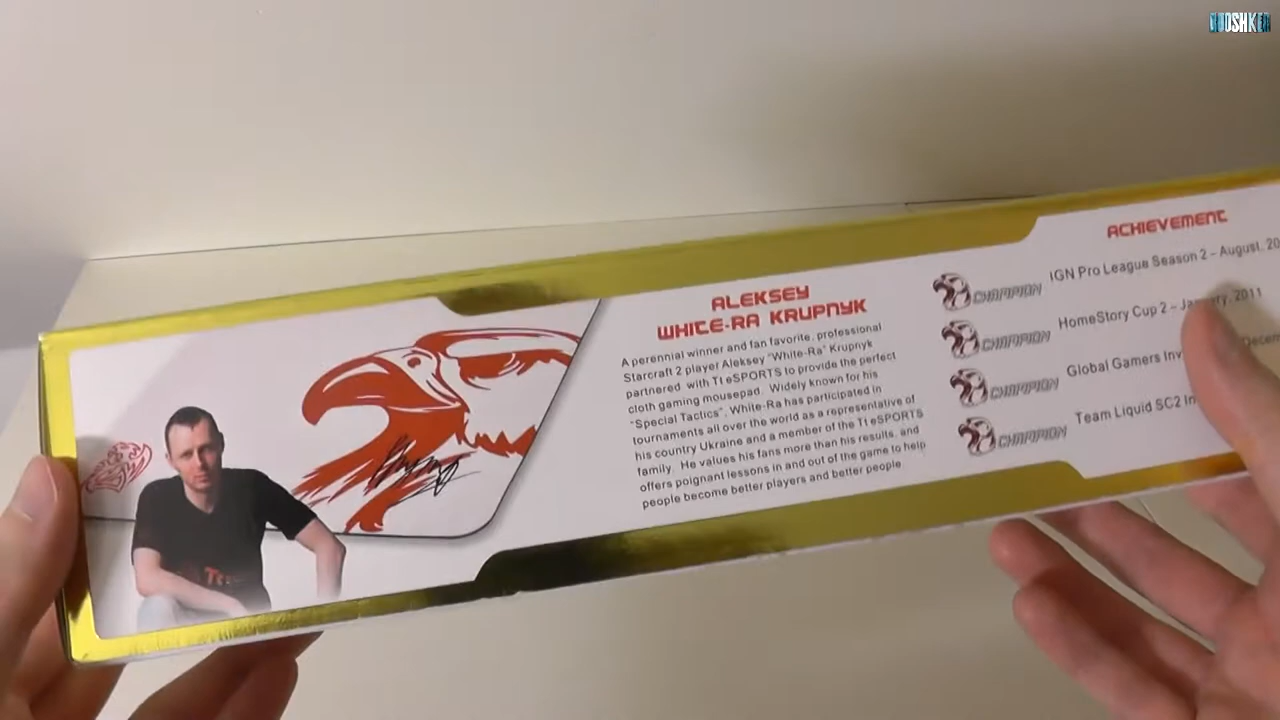 ALEKSEY
WHITE-RA KRUPNYK
A perennial winner and fan favorite, professional
Starcraft 2 player Aleksey "White-Ra" Krupnyk
partnered with Tt eSPORTS to provide the perfect
cloth gaming mousepad. Widely known for his
"Special Tactics", White-Ra has participated in
tournaments all over the world as a representative of
his country Ukraine and a member of the Tt eSPORTS
family. He values his fans more than his results, and
offers poignant lessons in and out of the game to help
people become better players and better people
ACHIEVEMENT
CHAMPION IGN Pro League Season 2 – August, 20
CHAMPION HomeStory Cup 2 – 2011
CHAMPION Global Gamers Inv Decem
CHAMPION Team Liquid SC2 In